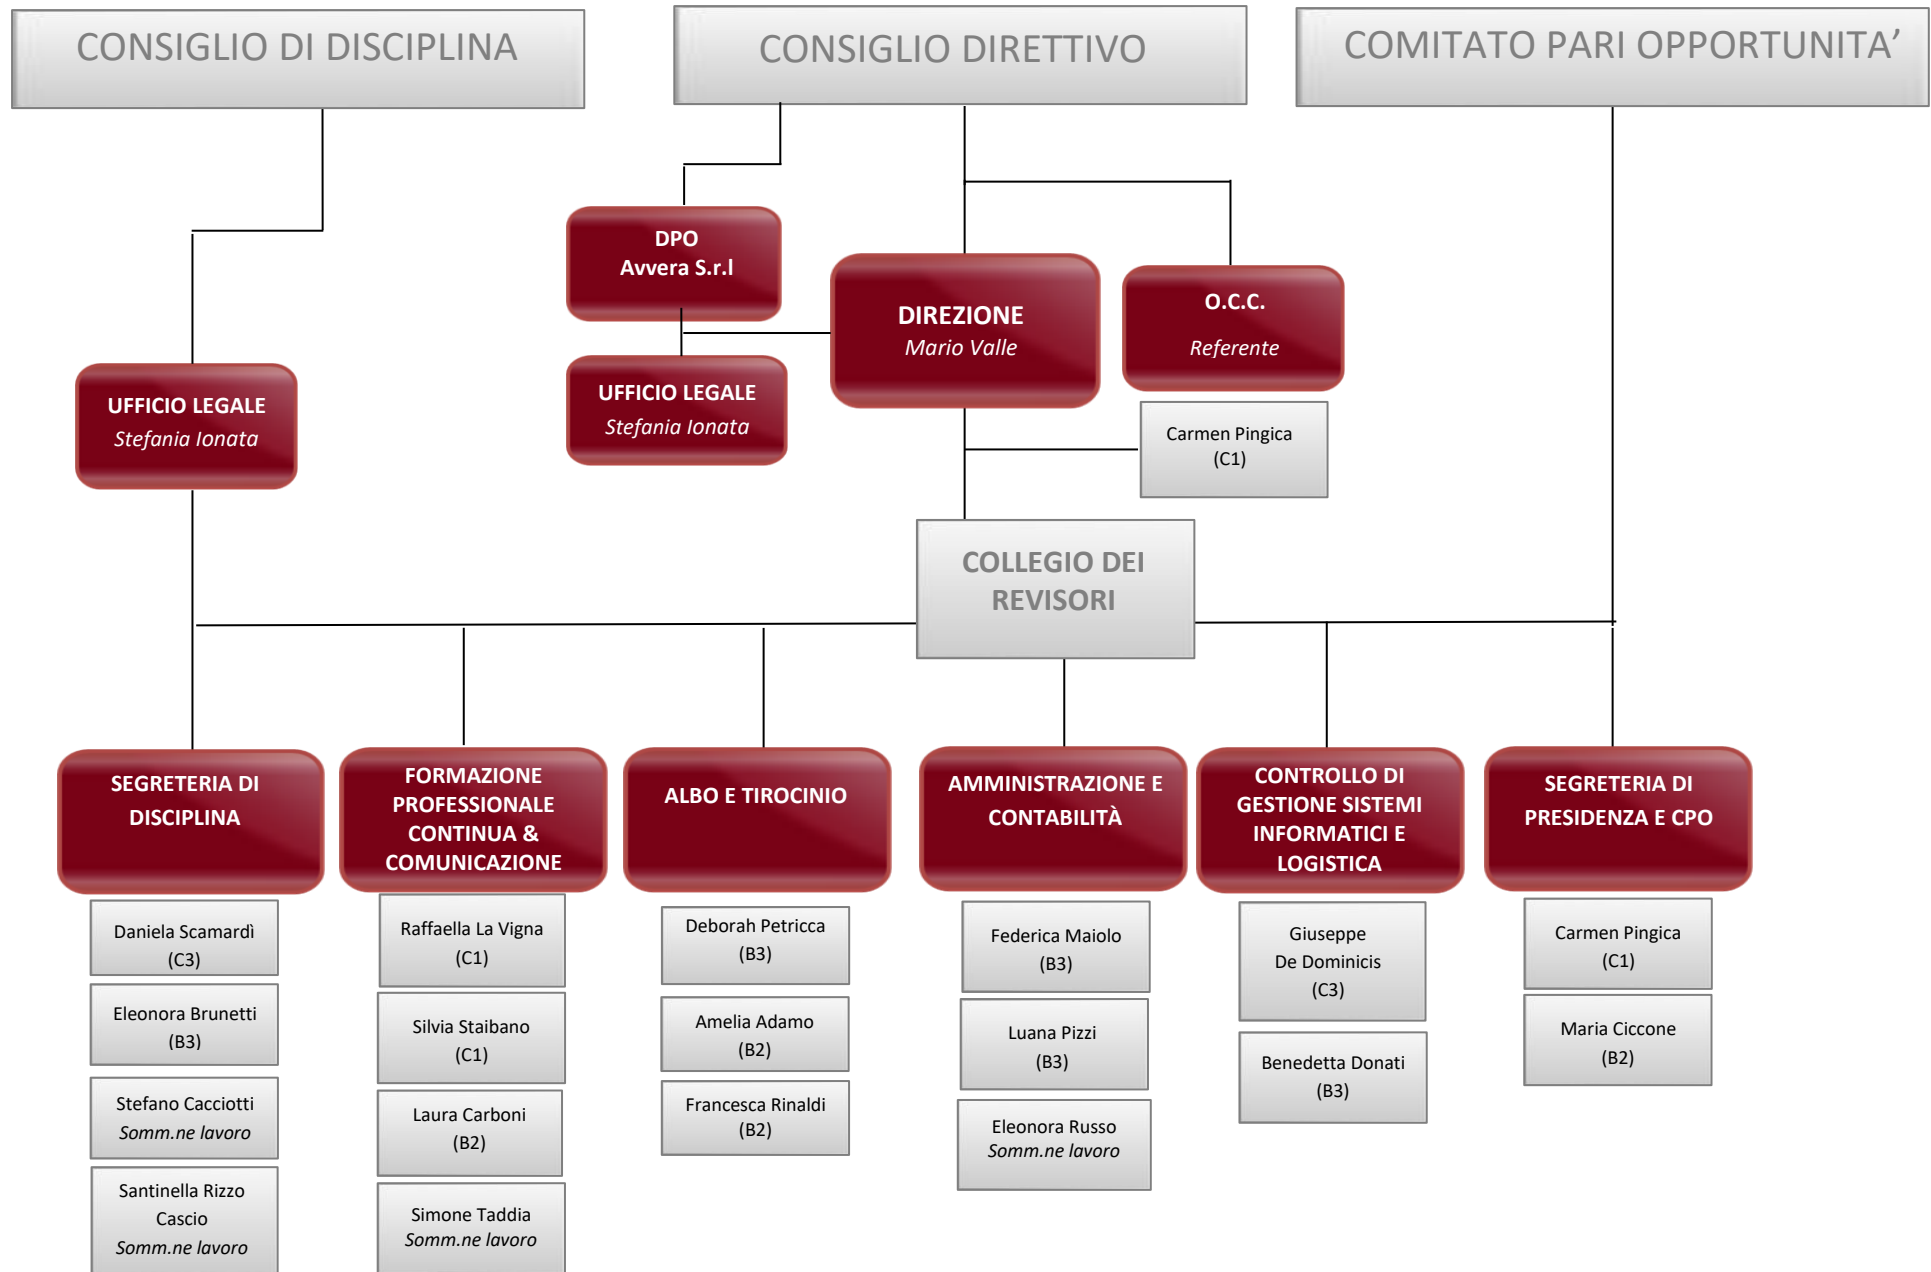 CONSIGLIO DI DISCIPLINA
CONSIGLIO DIRETTIVO
COMITATO PARI OPPORTUNITA’
DPO
Avvera S.r.l
DIREZIONE
Mario Valle
O.C.C.
Referente
UFFICIO LEGALE
Stefania Ionata
UFFICIO LEGALE
Stefania Ionata
Carmen Pingica
(C1)
COLLEGIO DEI
REVISORI
SEGRETERIA DI
DISCIPLINA
Daniela Scamardì
(C3)
Eleonora Brunetti
(B3)
Stefano Cacciotti
Somm.ne lavoro
Santinella Rizzo
Cascio
Somm.ne lavoro
FORMAZIONE
PROFESSIONALE
CONTINUA &
COMUNICAZIONE
Raffaella La Vigna
(C1)
Silvia Staibano
(C1)
Laura Carboni
(B2)
Simone Taddia
Somm.ne lavoro
ALBO E TIROCINIO
Deborah Petricca
(B3)
Amelia Adamo
(B2)
Francesca Rinaldi
(B2)
AMMINISTRAZIONE E
CONTABILITÀ
Federica Maiolo
(B3)
Luana Pizzi
(B3)
Eleonora Russo
Somm.ne lavoro
CONTROLLO DI
GESTIONE SISTEMI
INFORMATICI E
LOGISTICA
Giuseppe
De Dominicis
(C3)
Benedetta Donati
(B3)
SEGRETERIA DI
PRESIDENZA E CPO
Carmen Pingica
(C1)
Maria Ciccone
(B2)